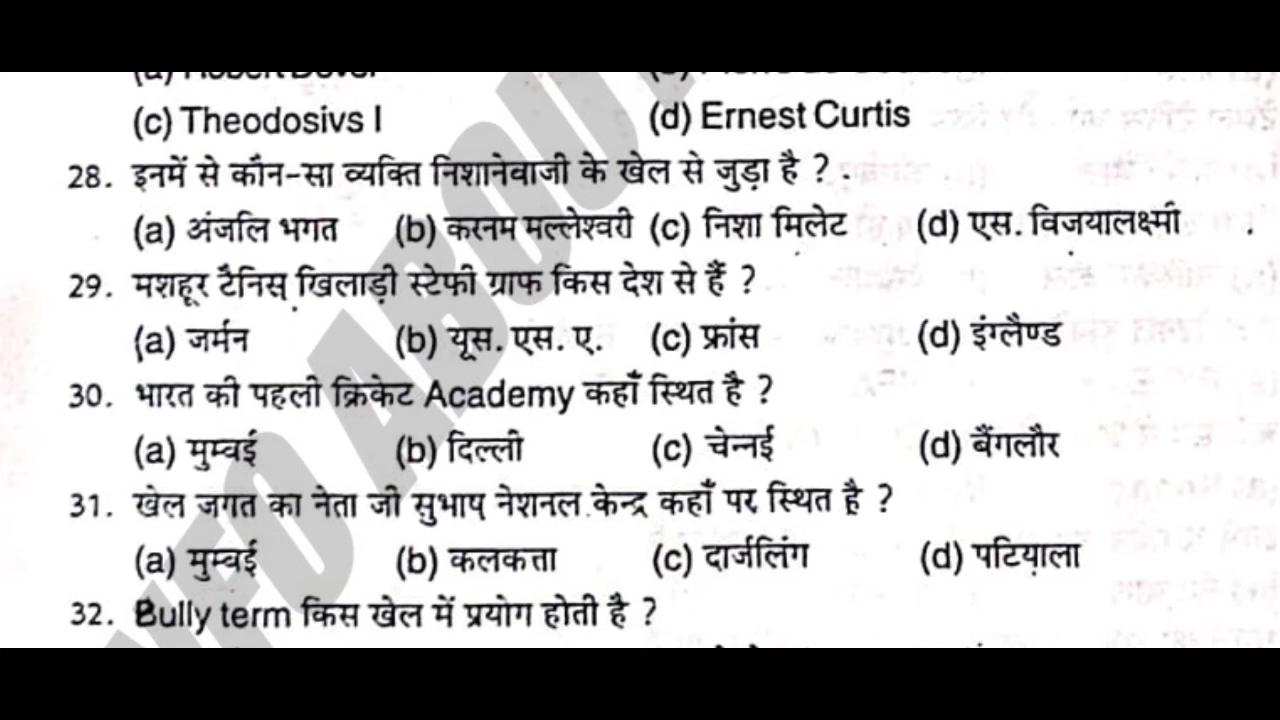 (c) Theodosivs I (d) Ernest Curtis
28. इनमें से कौन-सा व्यक्ति निशानेवाजी के खेल से जुड़ा है ?
(a) अंजलि भगत (b) करनम मल्लेश्वरी (c) निशा मिलेट (d) एस. विजयालक्ष्मी
29. मशहूर टैनिस खिलाड़ी स्टेफी ग्राफ किस देश से हैं ?
(a) जर्मन (b) यूस. एस. ए. (c) फ्रांस (d) इंग्लैण्ड
30. भारत की पहली क्रिकेट Academy कहाँ स्थित है ?
(a) मुम्वई (b) दिल्ली (c) चेन्नई (d) बैंगलौर
31. खेल जगत का नेता जी सुभाष नेशनल केन्द्र कहाँ पर स्थित है ?
(a) मुम्वई (b) कलकत्ता (c) दार्जलिंग (d) पटियाला
32. Bully term किस खेल में प्रयोग होती है ?